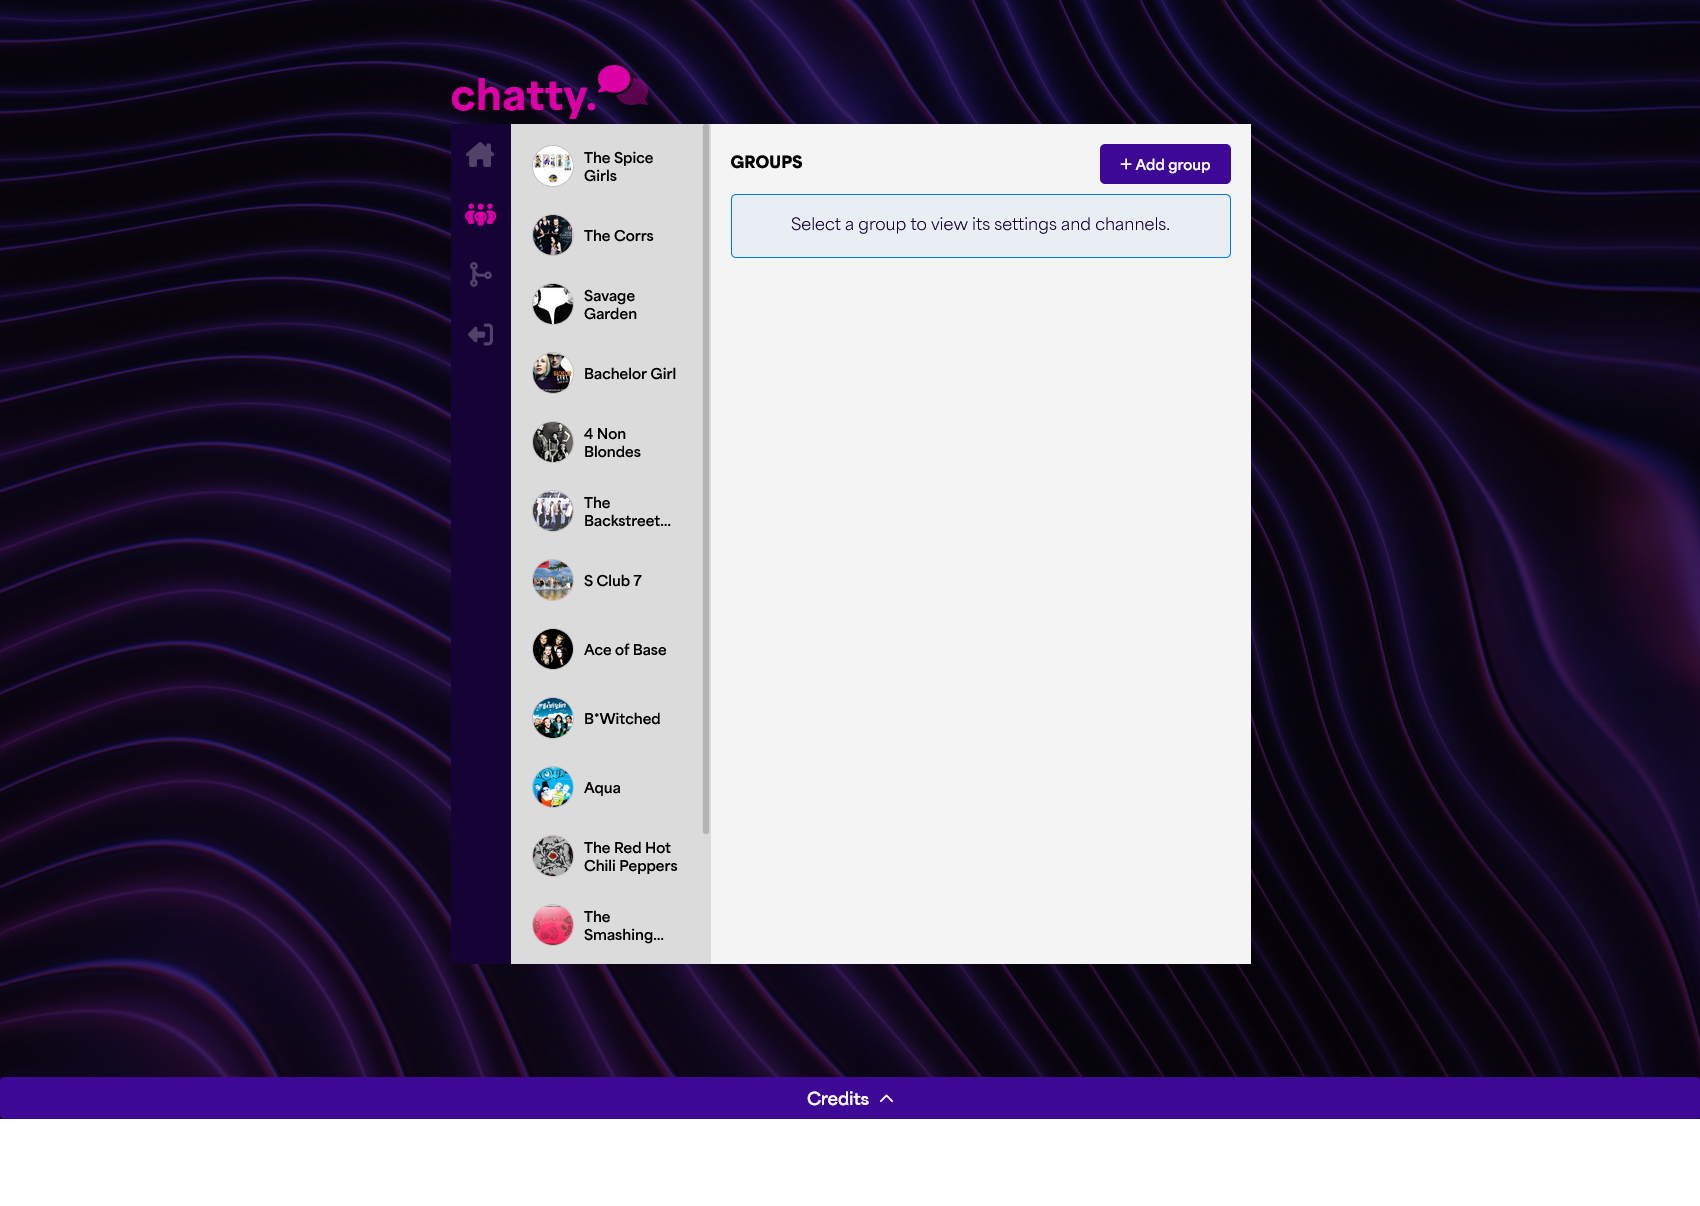 chatty.
The Spice
Girls
The Corrs
Savage
Garden
Bachelor Girl
4 Non
Blondes
The
Backstreet...
S Club 7
Ace of Base
B*Witched
Aqua
The Red Hot
Chili Peppers
The
Smashing...
GROUPS
+ Add group
Select a group to view its settings and channels.
Credits